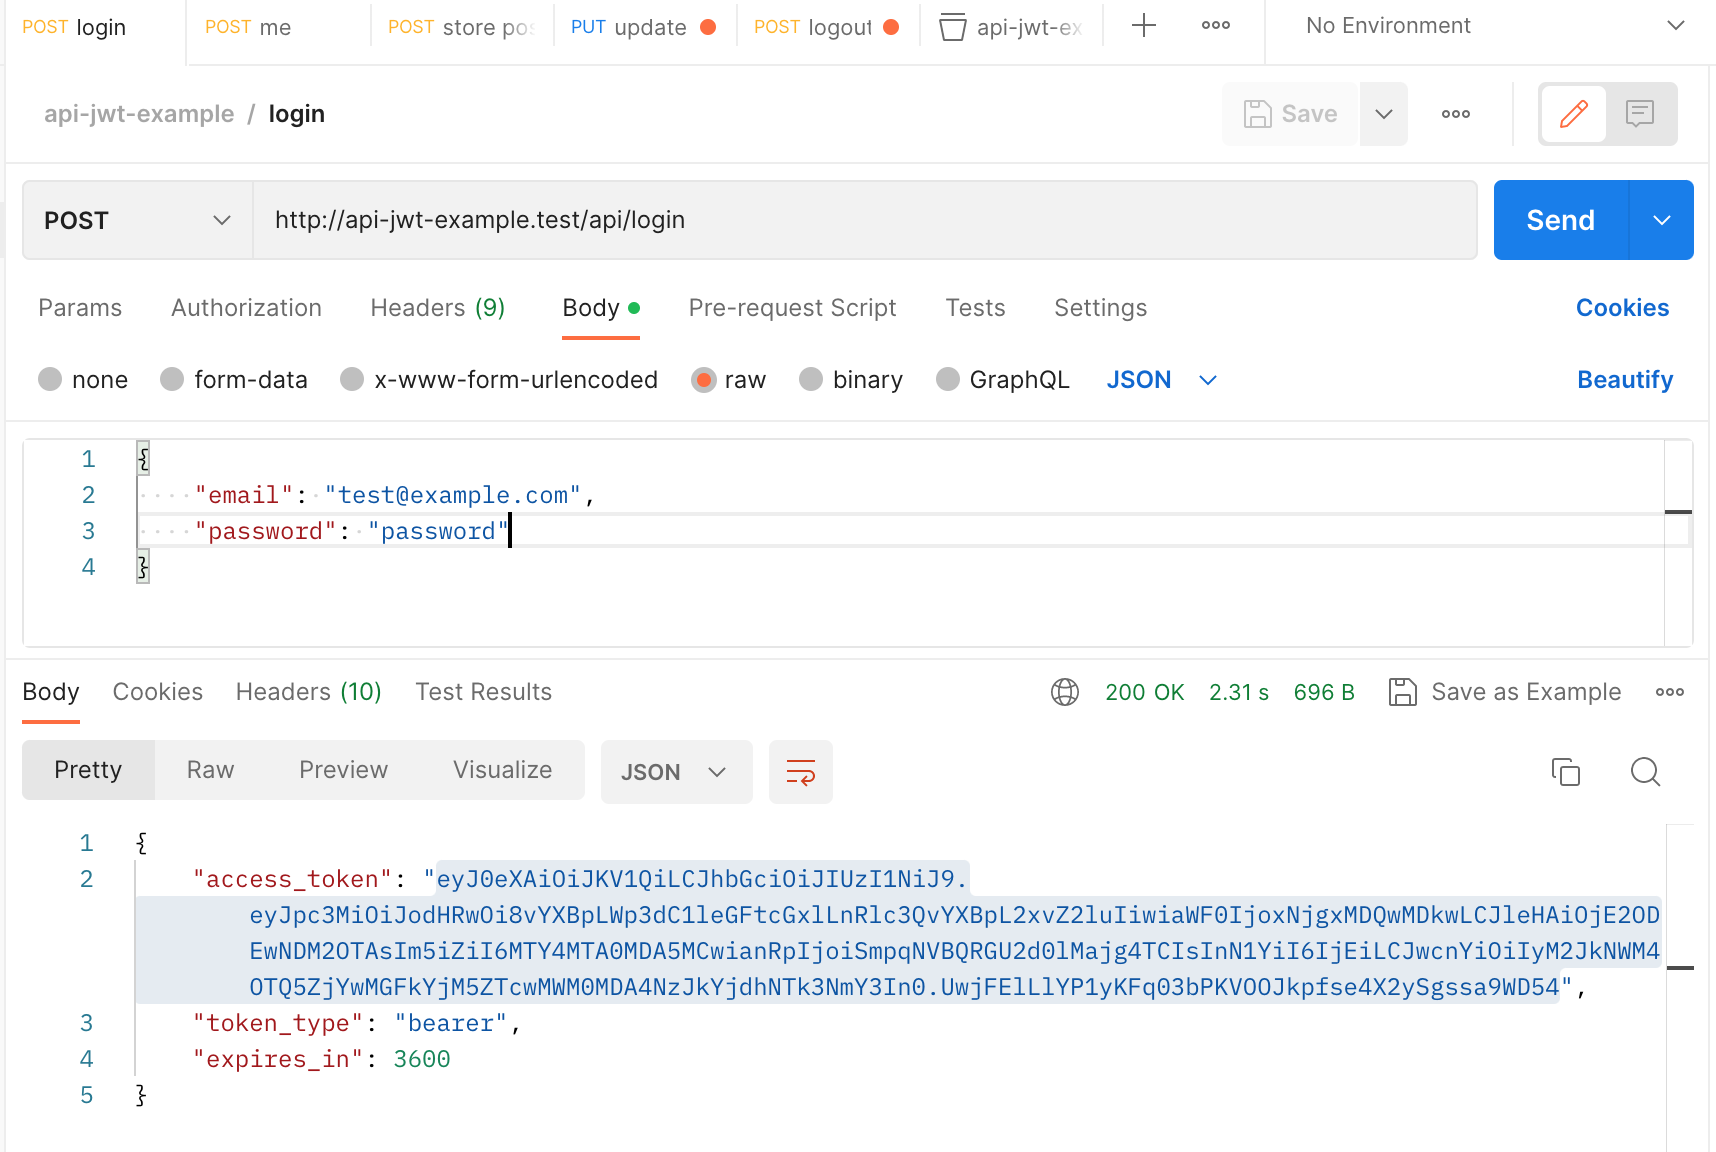 POST login POST me POST store pos PUT update POST logout api-jwt-ex No Environment
api-jwt-example / login Save
POST http://api-jwt-example.test/api/login Send
Params Authorization Headers (9) Body Pre-request Script Tests Settings Cookies
none form-data x-www-form-urlencoded raw binary GraphQL JSON Beautify
1 {
2 "email": "test@example.com",
3 "password": "password"
4 }
Body Cookies Headers (10) Test Results 200 OK 2.31 s 696 B Save as Example
Pretty Raw Preview Visualize JSON
1 {
2 "access_token": "eyJ0eXAiOiJKV1QiLCJhbGciOiJIUzI1NiJ9.
eyJpc3MiOiJodHRwOi8vYXBpLWp3dC1leGFtcGxlLnRlc3QvYXBpL2xvZ2luIiwiaWF0IjoxNjgxMDQwMDkwLCJleHAiOjE2OD
EwNDM2OTAsIm5iZiI6MTY4MTA0MDA5MCwianRpIjoiSmpqNVBQRGU2d0lMajg4TCIsInN1YiI6IjEiLCJwcnYiOiIyM2JkNWM4
OTQ5ZjYwMGFkYjM5ZTcwMWM0MDA4NzJkYjdhNTk3NmY3In0.UwjFElLlYP1yKFq03bPKVOOJkpfse4X2ySgssa9WD54",
3 "token_type": "bearer",
4 "expires_in": 3600
5 }